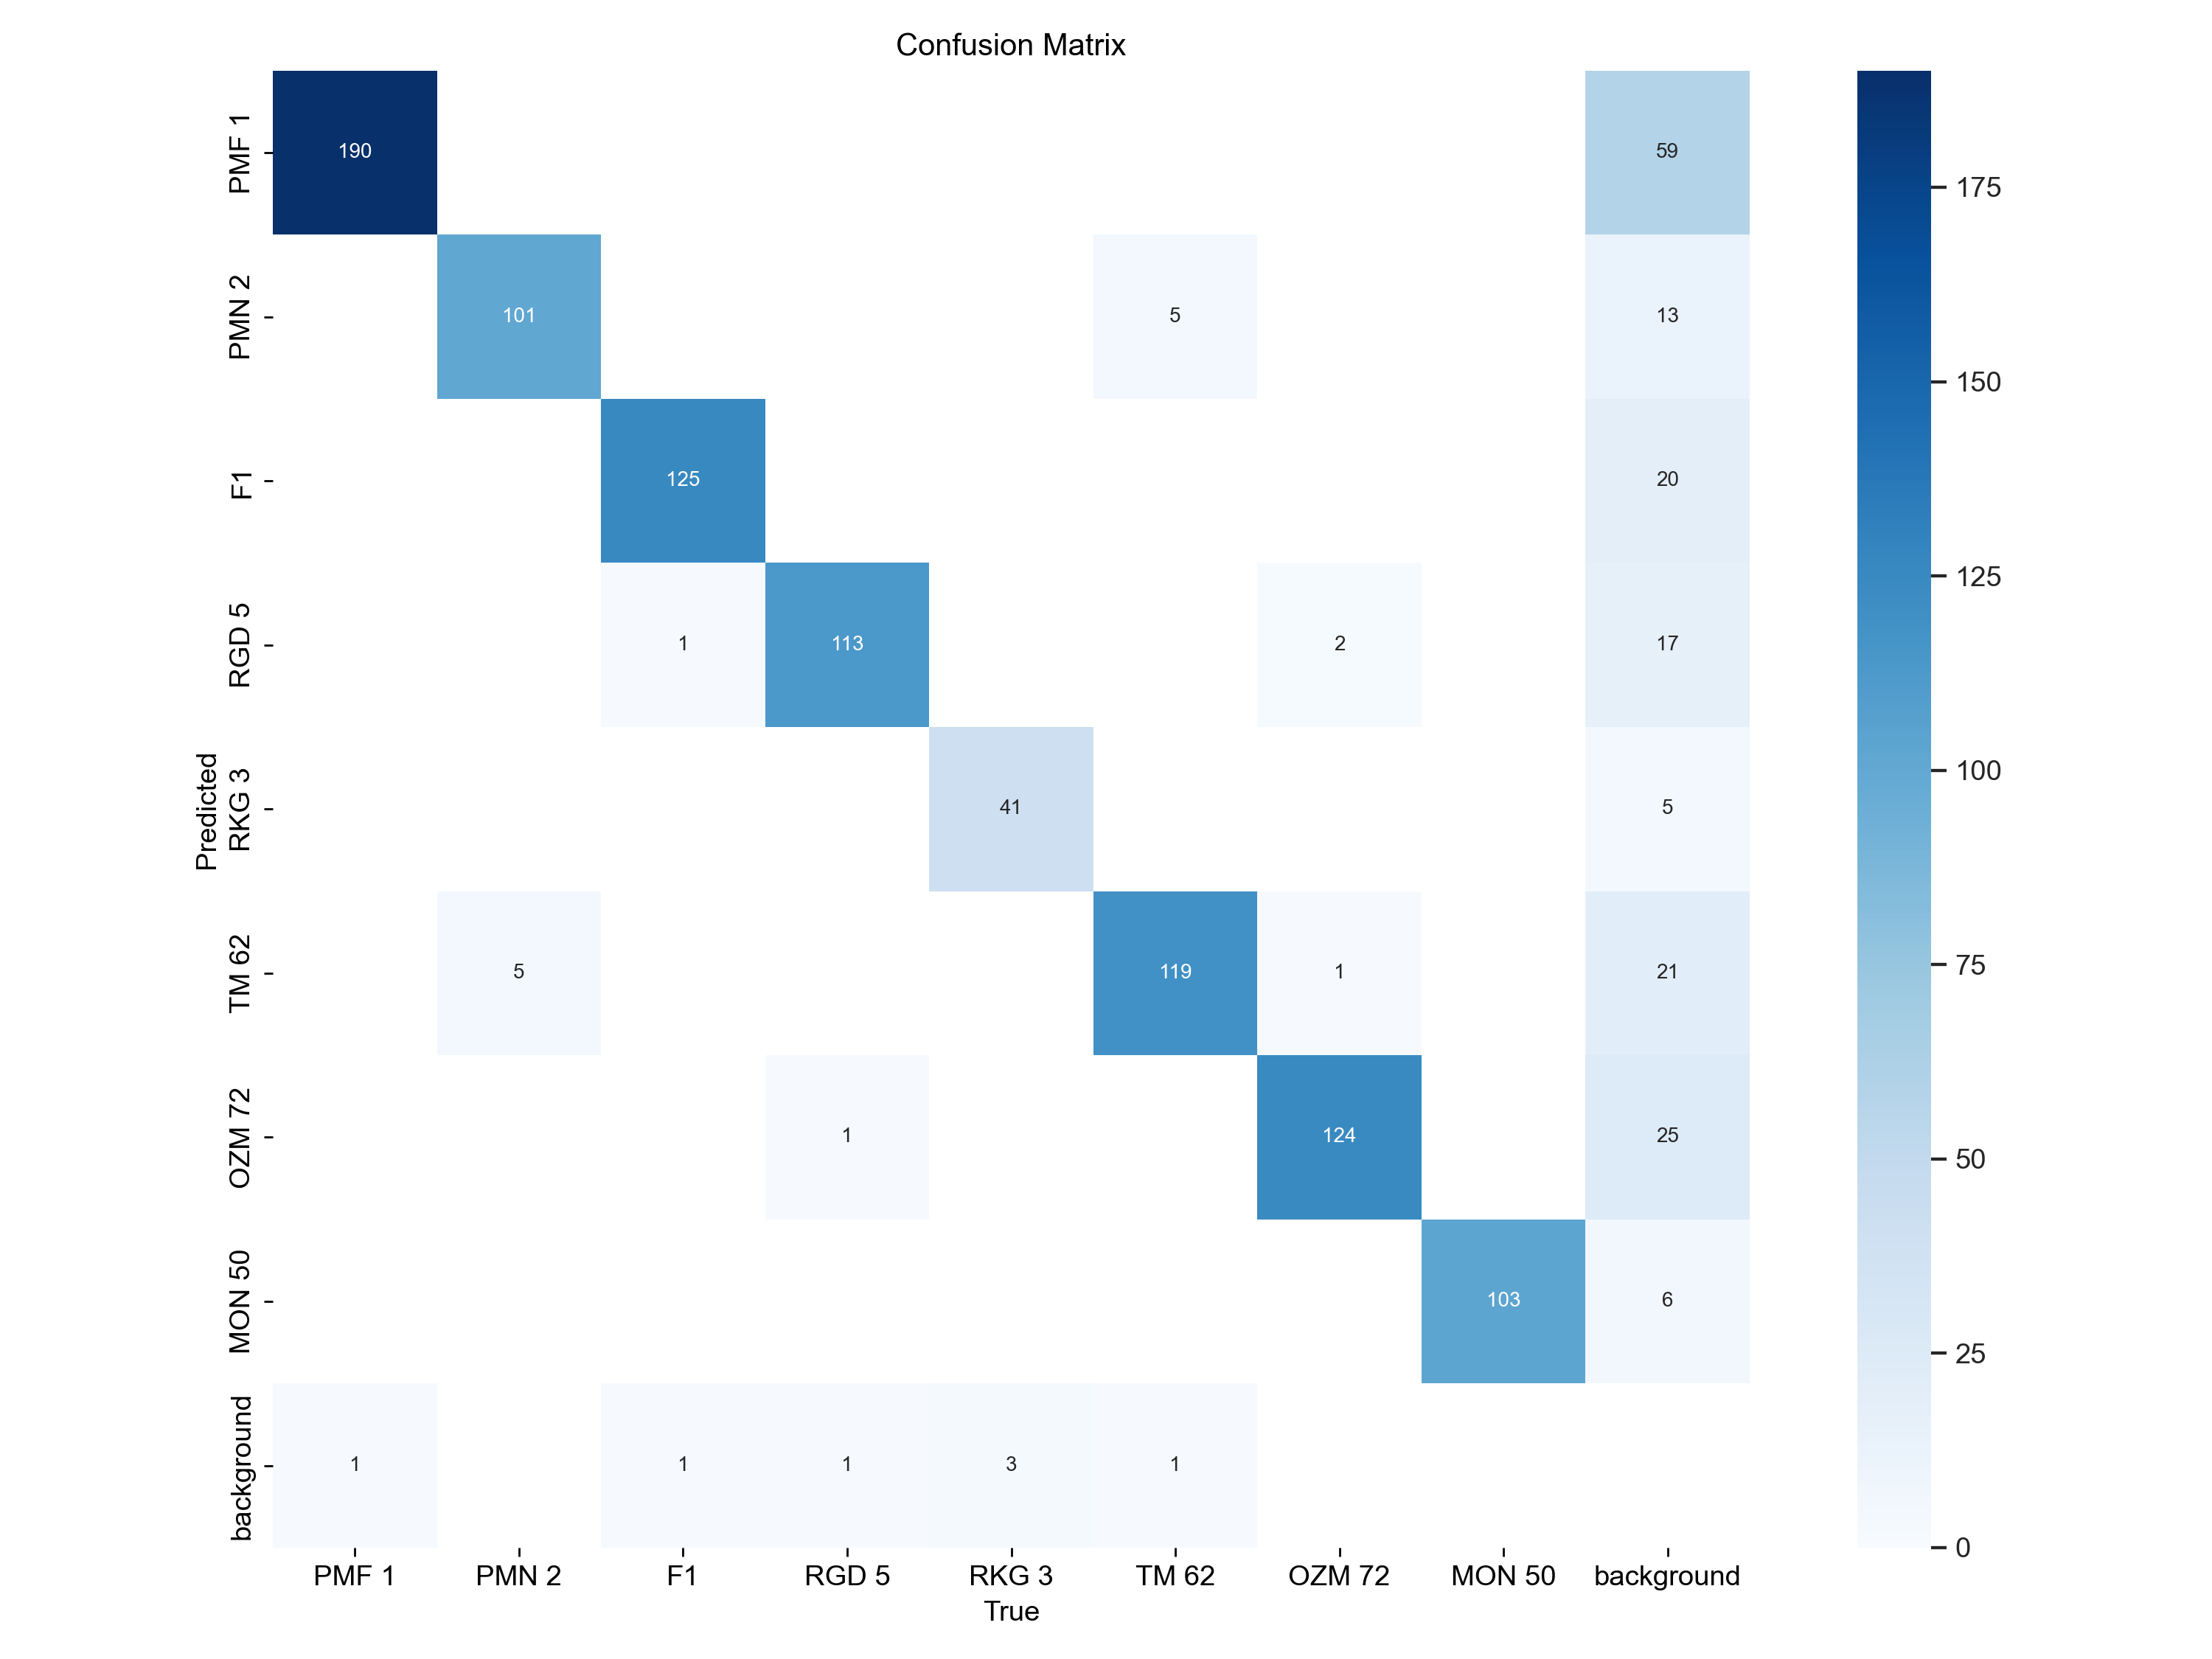 Confusion Matrix
PMF 1
190
59
175
PMN 2
101
5
13
150
F1
125
20
125
RGD 5
1
113
2
17
Predicted
RKG 3
41
5
100
TM 62
5
119
1
21
75
OZM 72
1
124
25
50
MON 50
103
6
25
background
1
1
1
3
1
0
PMF 1 PMN 2 F1 RGD 5 RKG 3 TM 62 OZM 72 MON 50 background
True